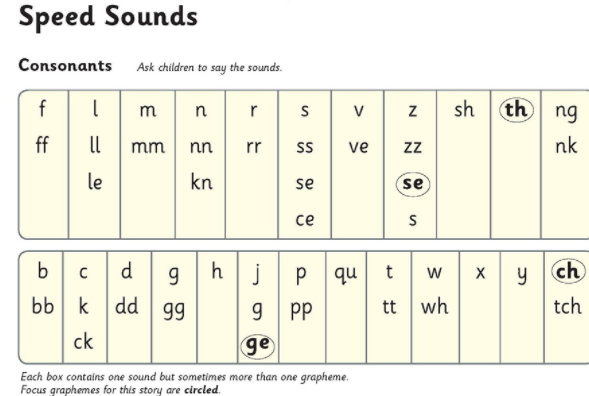 Speed Sounds
Consonants Ask children to say the sounds.
f l m n r s v z sh th ng
ff ll mm nn rr ss ve zz nk
le kn se se
ce s
b c d g h j p qu t w x y ch
bb k dd gg g pp tt wh tch
ck ge
Each box contains one sound but sometimes more than one grapheme.
Focus graphemes for this story are circled.